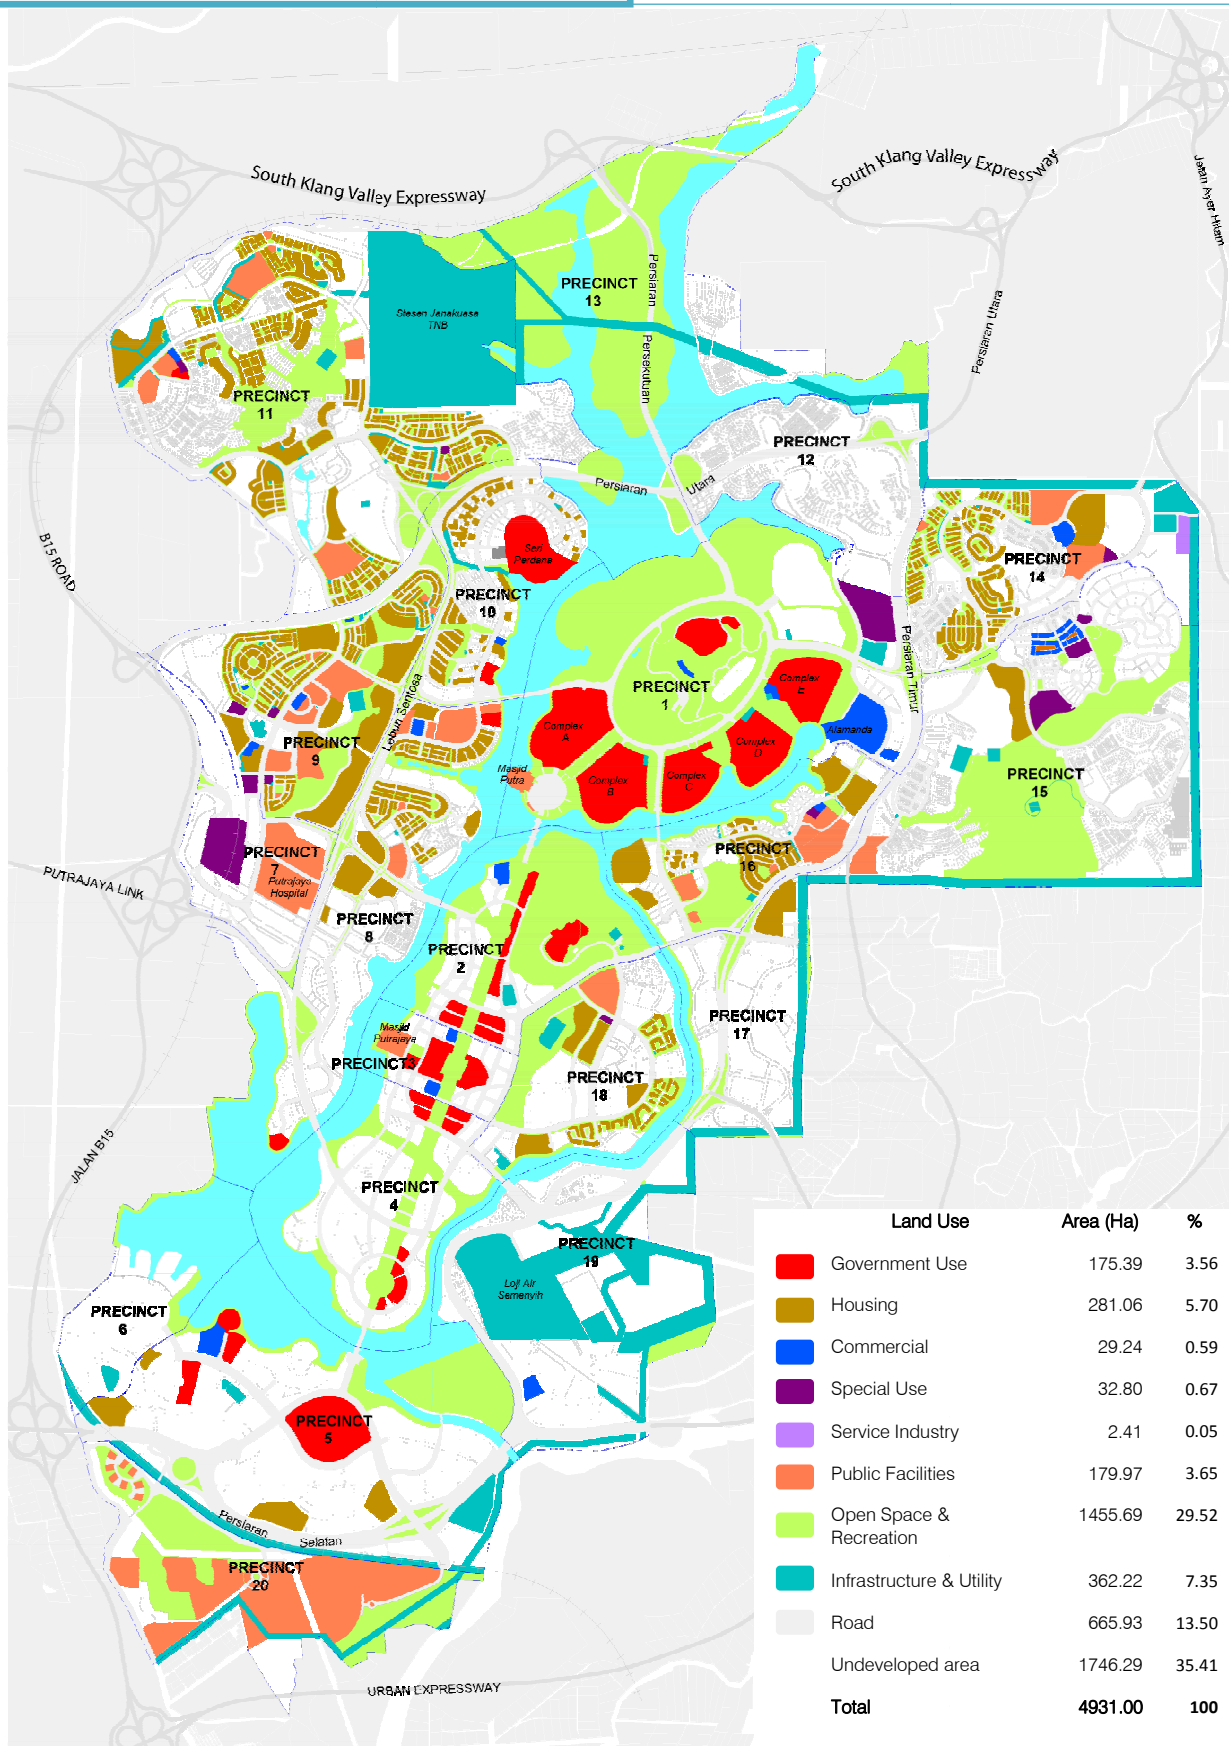 South Klang Valley Expressway
South Klang Valley Expressway
Jalan Ayer Hitam
PRECINCT
13
Persiaran
Persekutuan
Stesen Janakuasa
TNB
Persiaran Utara
PRECINCT
11
PRECINCT
12
Persiaran
Utara
B15 ROAD
Seri
Perdana
PRECINCT
14
PRECINCT
10
Persiaran Timur
PRECINCT
1
Complex
E
Lebuh Sentosa
Complex
A
Alamanda
Complex
D
PRECINCT
9
Masjid
Putra
Complex
B
Complex
C
PRECINCT
15
PRECINCT
7
Putrajaya
Hospital
PRECINCT
16
PUTRAJAYA LINK
PRECINCT
8
PRECINCT
2
PRECINCT
17
Masjid
Putrajaya
PRECINCT3
PRECINCT
18
JALAN B15
PRECINCT
4
PRECINCT
19
Loji Air
Semenyih
PRECINCT
6
PRECINCT
5
Persiaran
Selatan
PRECINCT
20
URBAN EXPRESSWAY
Land Use Area (Ha) %
Government Use 175.39 3.56
Housing 281.06 5.70
Commercial 29.24 0.59
Special Use 32.80 0.67
Service Industry 2.41 0.05
Public Facilities 179.97 3.65
Open Space & 1455.69 29.52
Recreation
Infrastructure & Utility 362.22 7.35
Road 665.93 13.50
Undeveloped area 1746.29 35.41
Total 4931.00 100